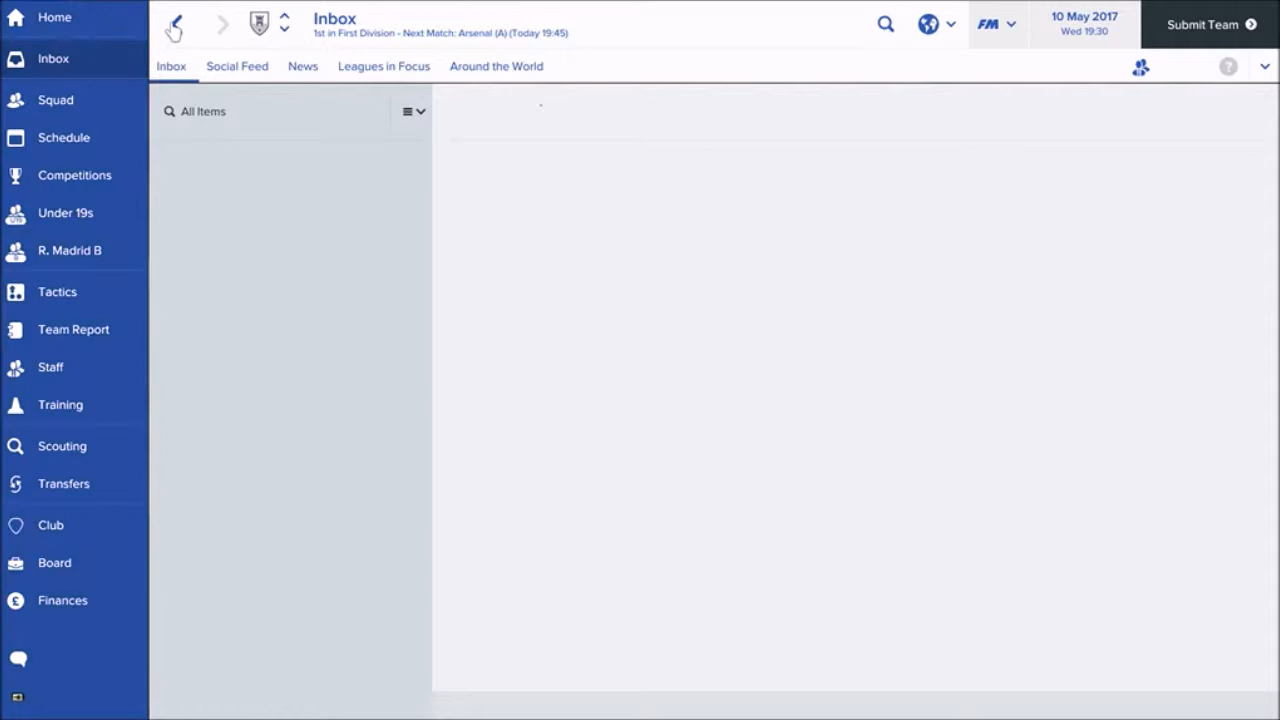 Home
Inbox
Squad
Schedule
Competitions
Under 19s
R. Madrid B
Tactics
Team Report
Staff
Training
Scouting
Transfers
Club
Board
Finances
Inbox
1st in First Division - Next Match: Arsenal (A) (Today 19:45)
FM
10 May 2017
Wed 19:30
Submit Team
Inbox Social Feed News Leagues in Focus Around the World
?
All Items